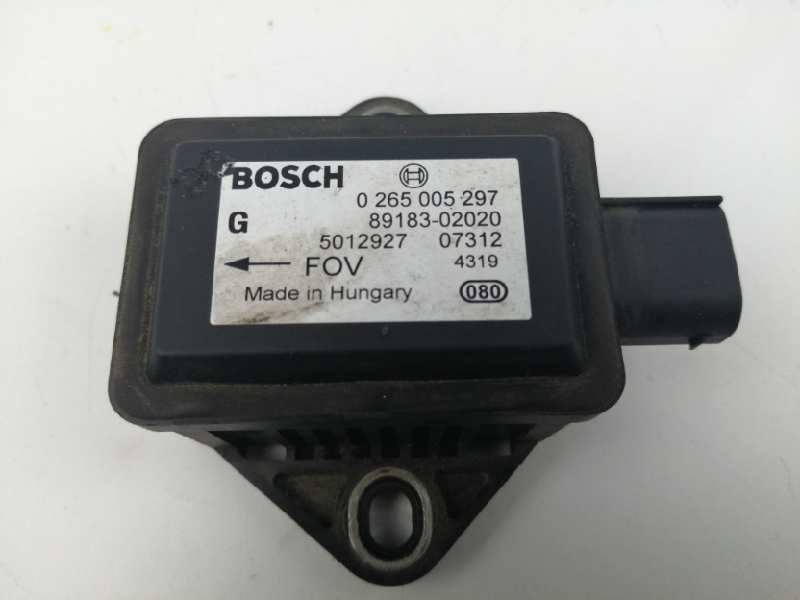 BOSCH
0 265 005 297
G 89183-02020
5012927 07312
FOV 4319
Made in Hungary 080